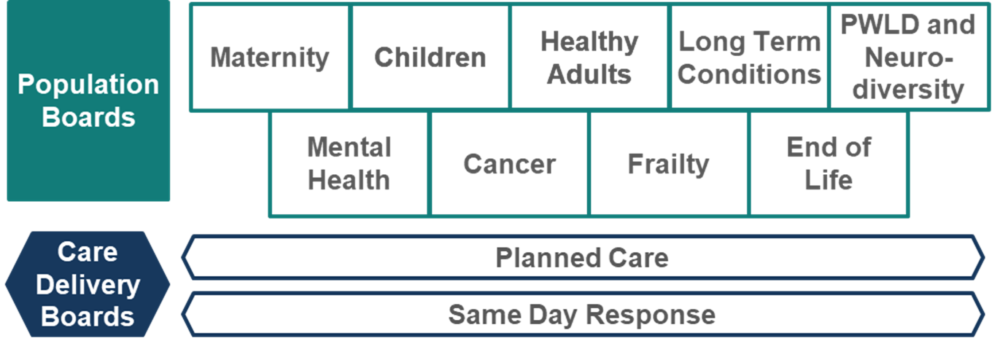 Population
Boards
Maternity
Children
Healthy
Adults
Long Term
Conditions
PWLD and
Neuro-
diversity
Mental
Health
Cancer
Frailty
End of
Life
Care
Delivery
Boards
Planned Care
Same Day Response